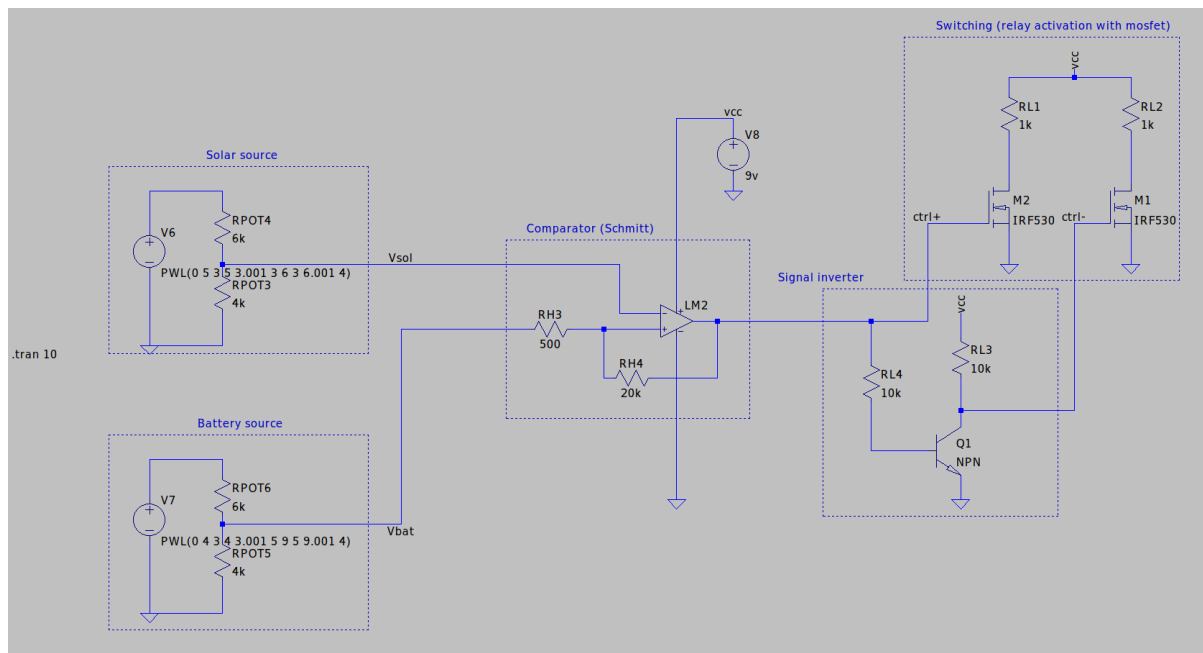 Switching (relay activation with mosfet)
vcc
RL1
1k
RL2
1k
vcc
V8
9v
Solar source
V6
RPOT4
6k
PWL(0 5 3 5 3.001 3 6 3 6.001 4)
RPOT3
4k
Vsol
M2
IRF530
M1
IRF530
ctrl+
ctrl-
Comparator (Schmitt)
LM2
RH3
500
RH4
20k
Signal inverter
vcc
RL3
10k
RL4
10k
Q1
NPN
.tran 10
Battery source
V7
RPOT6
6k
PWL(0 4 3 4 3.001 5 9 5 9.001 4)
RPOT5
4k
Vbat